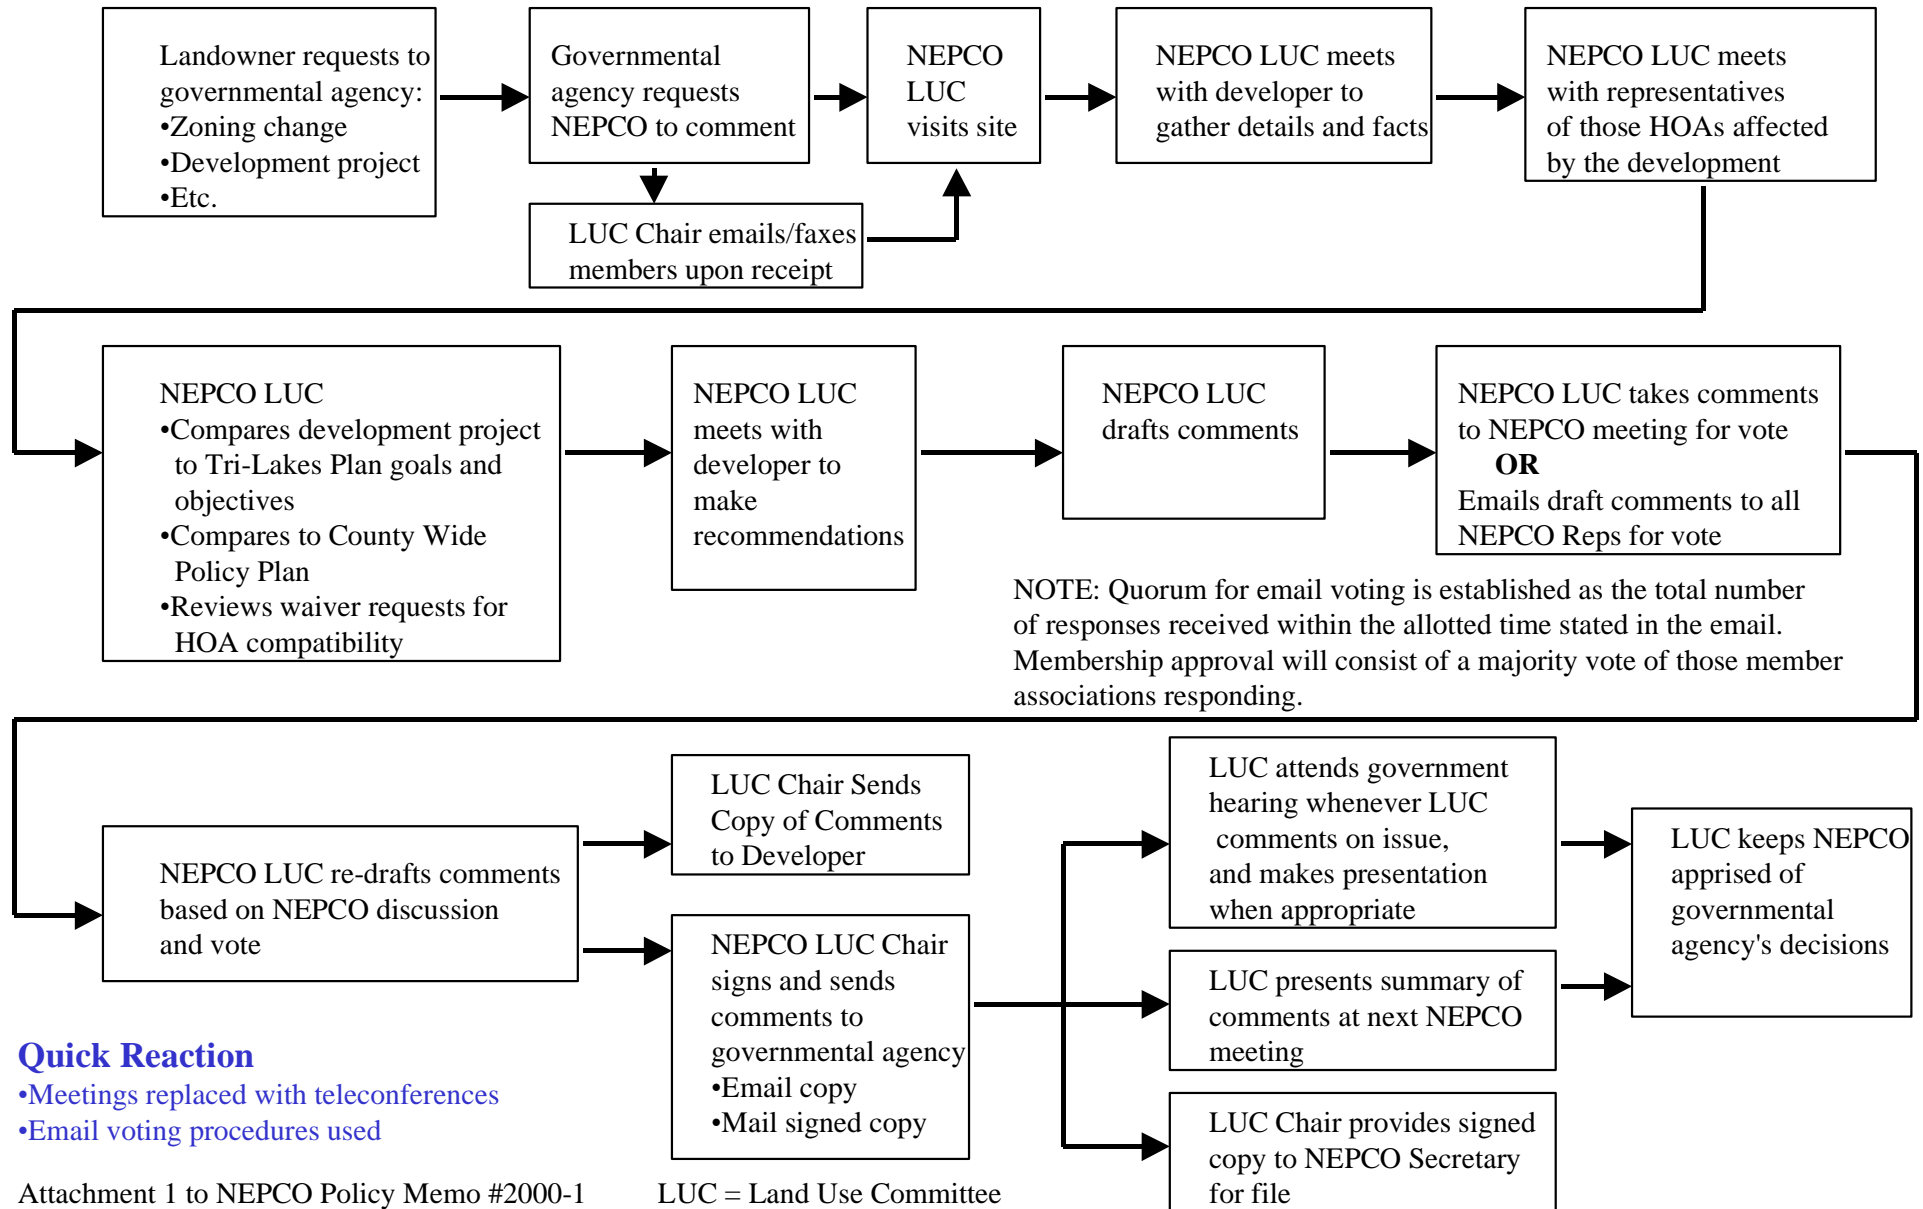 Landowner requests to
governmental agency:
•Zoning change
•Development project
•Etc.
Governmental
agency requests
NEPCO to comment
LUC Chair emails/faxes
members upon receipt
NEPCO
LUC
visits site
NEPCO LUC meets
with developer to
gather details and facts
NEPCO LUC meets
with representatives
of those HOAs affected
by the development
NEPCO LUC
•Compares development project
to Tri-Lakes Plan goals and
objectives
•Compares to County Wide
Policy Plan
•Reviews waiver requests for
HOA compatibility
NEPCO LUC
meets with
developer to
make
recommendations
NEPCO LUC
drafts comments
NEPCO LUC takes comments
to NEPCO meeting for vote
OR
Emails draft comments to all
NEPCO Reps for vote
NOTE: Quorum for email voting is established as the total number
of responses received within the allotted time stated in the email.
Membership approval will consist of a majority vote of those member
associations responding.
NEPCO LUC re-drafts comments
based on NEPCO discussion
and vote
LUC Chair Sends
Copy of Comments
to Developer
NEPCO LUC Chair
signs and sends
comments to
governmental agency
•Email copy
•Mail signed copy
LUC attends government
hearing whenever LUC
comments on issue,
and makes presentation
when appropriate
LUC presents summary of
comments at next NEPCO
meeting
LUC Chair provides signed
copy to NEPCO Secretary
for file
LUC keeps NEPCO
apprised of
governmental
agency's decisions
Quick Reaction
•Meetings replaced with teleconferences
•Email voting procedures used
Attachment 1 to NEPCO Policy Memo #2000-1
LUC = Land Use Committee